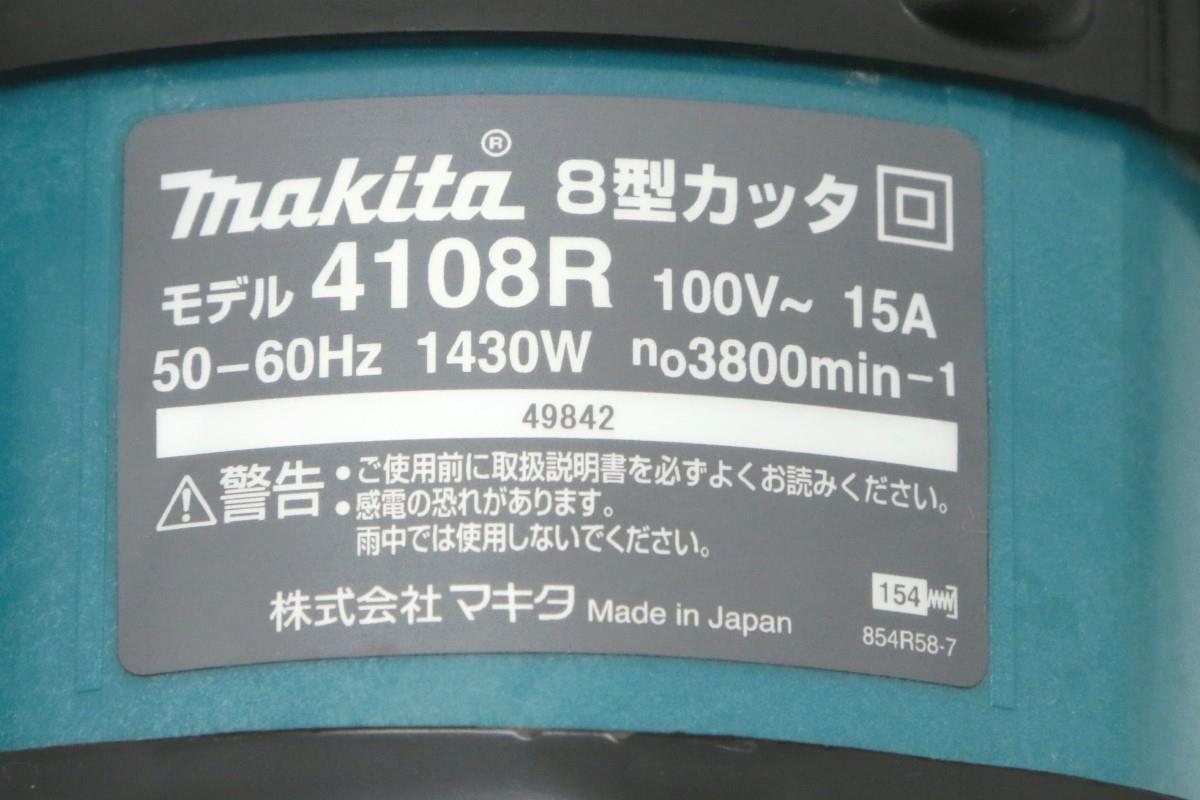 makita® 8型カッタ
モデル 4108R 100V~ 15A
50-60Hz 1430W no3800min-1
49842
警告 • ご使用前に取扱説明書を必ずよくお読みください。
• 感電の恐れがあります。
雨中では使用しないでください。
株式会社マキタ Made in Japan
154
854R58-7